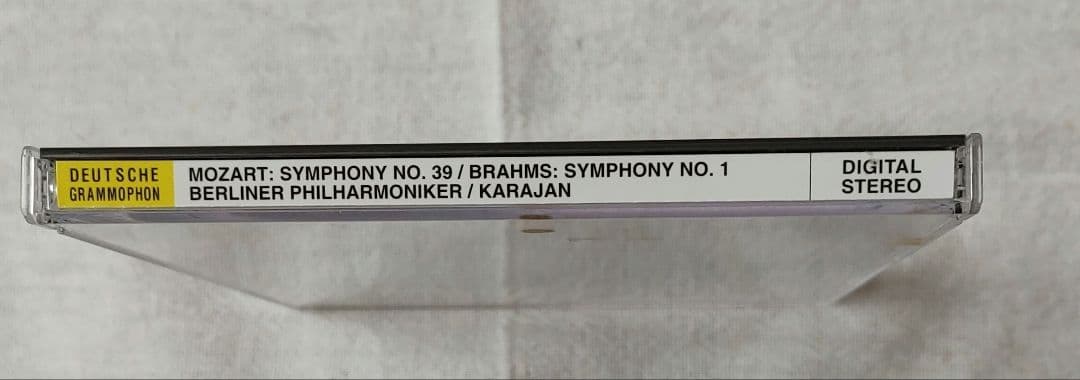 DEUTSCHE
GRAMMOPHON
MOZART: SYMPHONY NO. 39 / BRAHMS: SYMPHONY NO. 1
BERLINER PHILHARMONIKER / KARAJAN
DIGITAL
STEREO